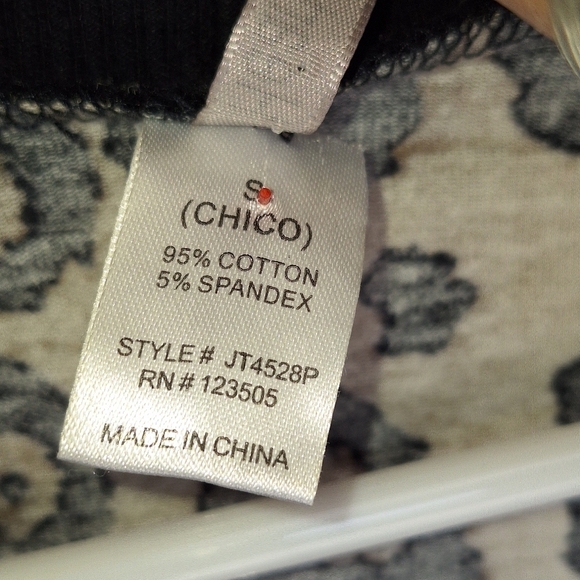 S
(CHICO)
95% COTTON
5% SPANDEX
STYLE# JT4528P
RN#123505
MADE IN CHINA